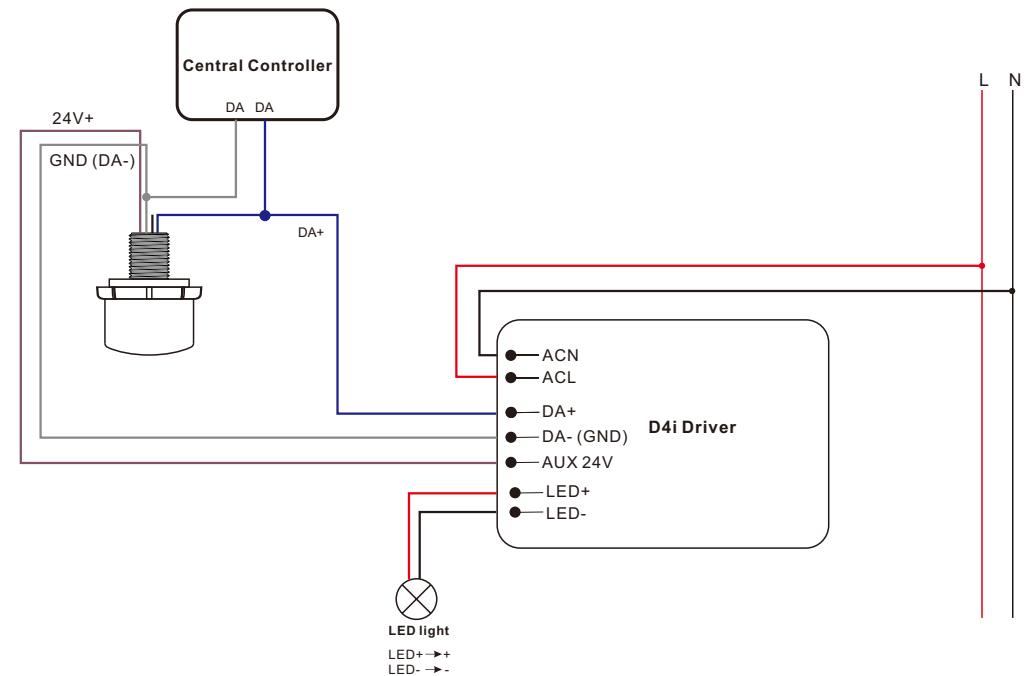 Central Controller
DA DA
L N
24V+
GND (DA-)
DA+
ACN
ACL
DA+
DA- (GND)
AUX 24V
LED+
LED-
D4i Driver
LED light
LED+→+
LED-→-